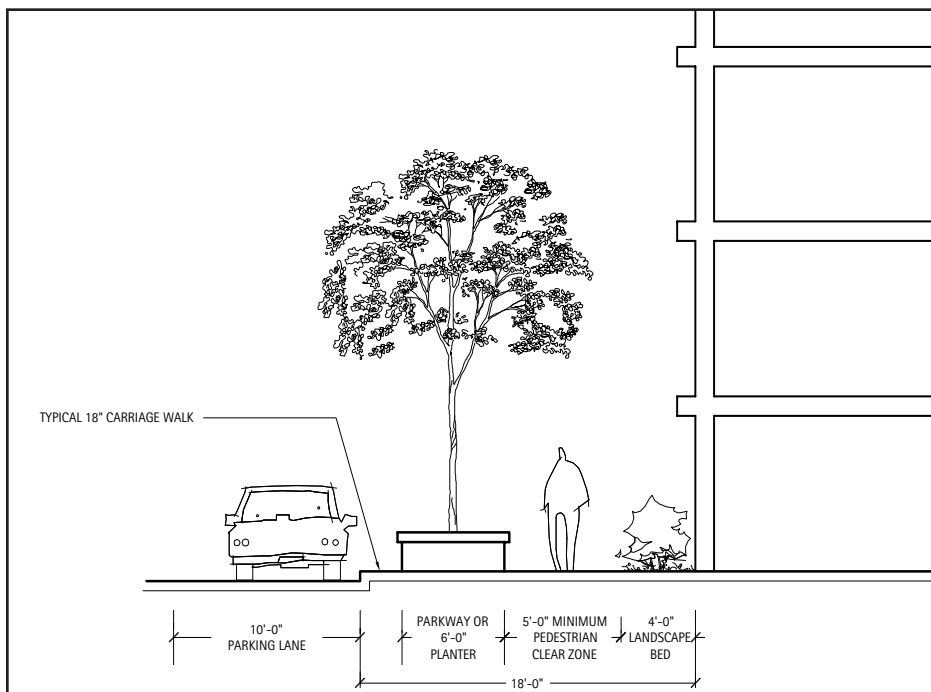 TYPICAL 18" CARRIAGE WALK
10'-0"
PARKING LANE
PARKWAY OR
6'-0"
PLANTER
5'-0" MINIMUM
PEDESTRIAN
CLEAR ZONE
4'-0"
LANDSCAPE
BED
18'-0"